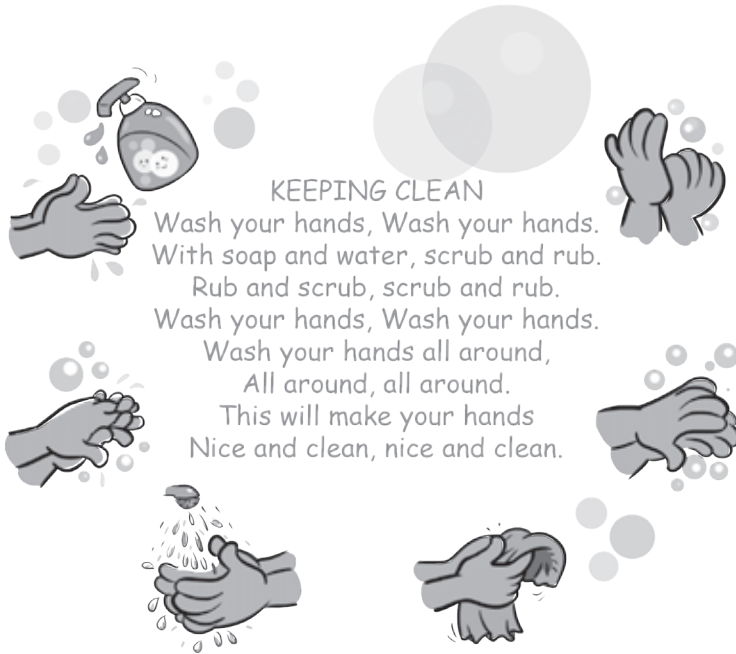 KEEPING CLEAN
Wash your hands, Wash your hands.
With soap and water, scrub and rub.
Rub and scrub, scrub and rub.
Wash your hands, Wash your hands.
Wash your hands all around,
All around, all around.
This will make your hands
Nice and clean, nice and clean.